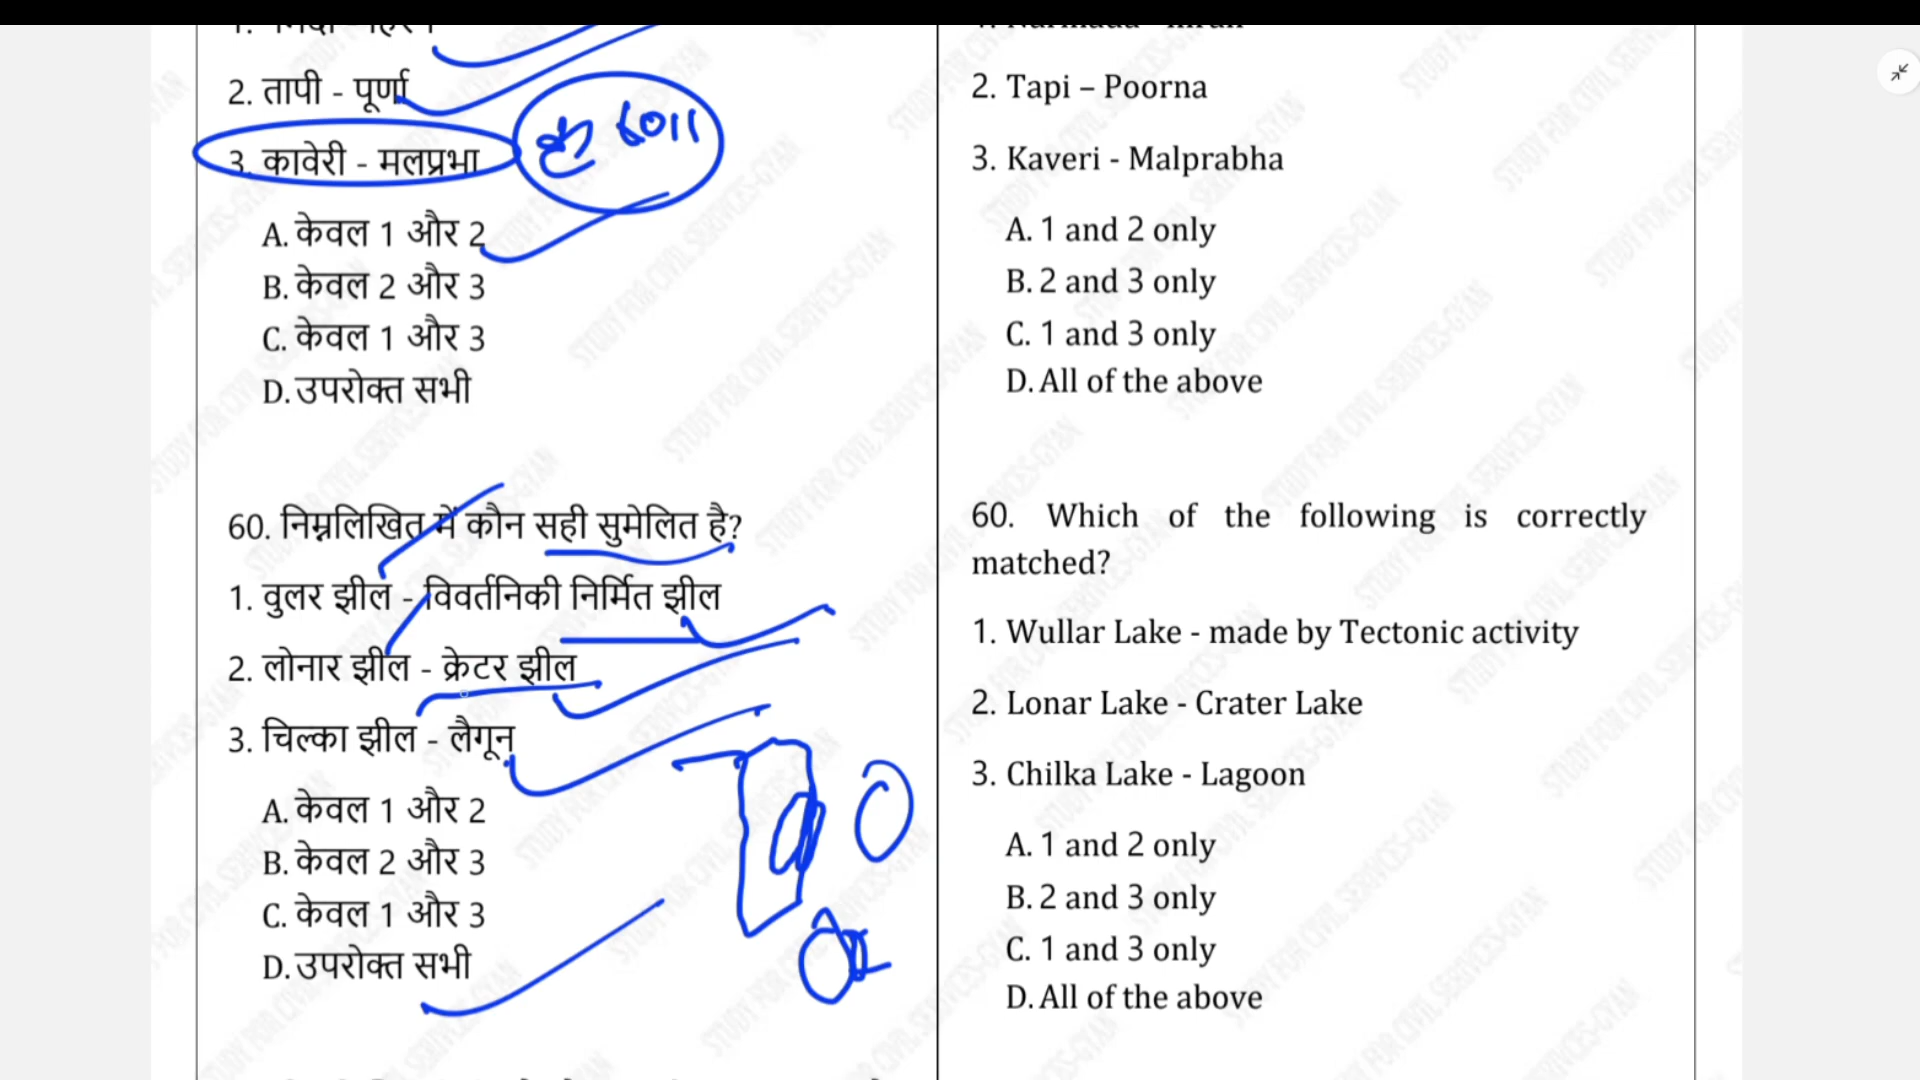 2. तापी - पूर्णा
3. कावेरी - मलप्रभा
A. केवल 1 और 2
B. केवल 2 और 3
C. केवल 1 और 3
D. उपरोक्त सभी
60. निम्नलिखित में कौन सही सुमेलित है?
1. वुलर झील - विवर्तनिकी निर्मित झील
2. लोनार झील - क्रेटर झील
3. चिल्का झील - लैगून
A. केवल 1 और 2
B. केवल 2 और 3
C. केवल 1 और 3
D. उपरोक्त सभी
2. Tapi – Poorna
3. Kaveri - Malprabha
A. 1 and 2 only
B. 2 and 3 only
C. 1 and 3 only
D. All of the above
60. Which of the following is correctly
matched?
1. Wullar Lake - made by Tectonic activity
2. Lonar Lake - Crater Lake
3. Chilka Lake - Lagoon
A. 1 and 2 only
B. 2 and 3 only
C. 1 and 3 only
D. All of the above
STUDY FOR CIVIL SERVICES-GYAN